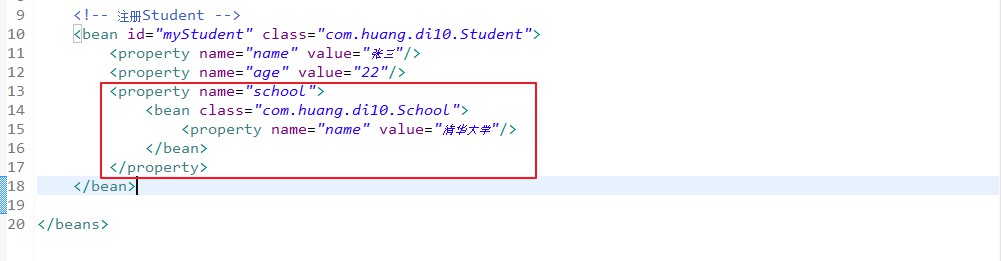 9 <!-- 注册Student -->
10 <bean id="myStudent" class="com.huang.di10.Student">
11 <property name="name" value="张三"/>
12 <property name="age" value="22"/>
13 <property name="school">
14 <bean class="com.huang.di10.School">
15 <property name="name" value="清华大学"/>
16 </bean>
17 </property>
18 </bean>
19
20 </beans>